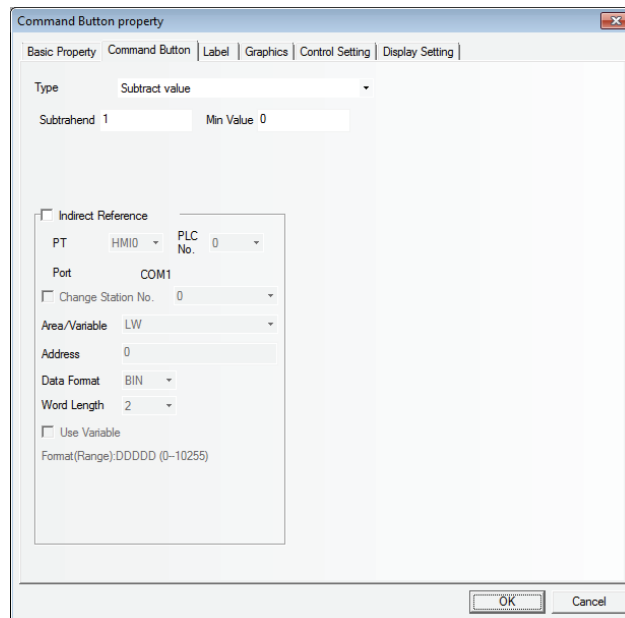 Command Button property
Basic Property Command Button Label Graphics Control Setting Display Setting
Type Subtract value
Subtrahend 1 Min Value 0
Indirect Reference
PT HMI0 PLC No. 0
Port COM1
Change Station No. 0
Area/Variable LW
Address 0
Data Format BIN
Word Length 2
Use Variable
Format(Range):DDDDD (0--10255)
OK Cancel